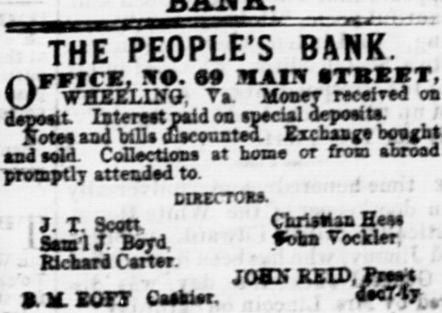 BANK.
THE PEOPLE'S BANK
OFFICE, NO. 69 MAIN STREET,
WHEELING, Va. Money received on
deposit. Interest paid on special deposits.
Notes and bills discounted. Exchange bought
and sold. Collections at home or from abroad
promptly attended to.
DIRECTORS.
J. T. Scott, Christian Hess
Sam'l J. Boyd, John Vockler,
Richard Carter.
JOHN REID, Pres't
B. M. EOFF Cashier. dec7-ly.